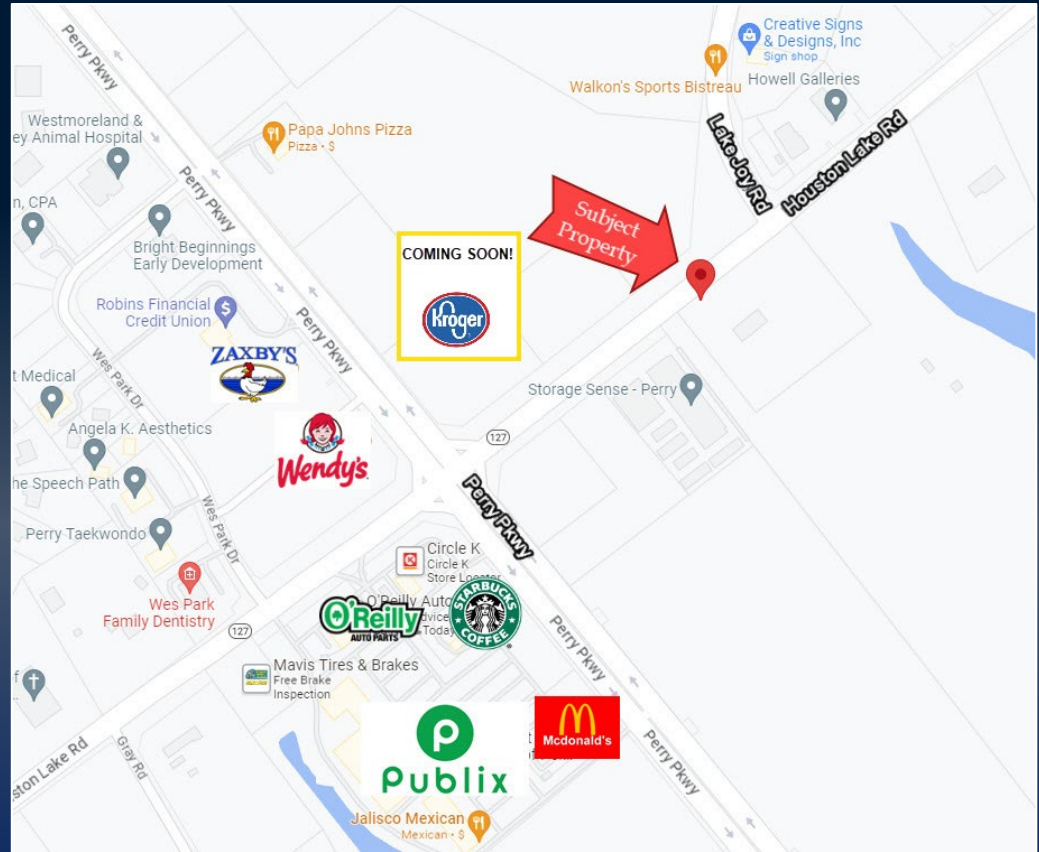 Perry Pkwy
Creative Signs
& Designs, Inc
Sign shop
Walkon's Sports Bistreau
Howell Galleries
Westmoreland &
ey Animal Hospital
Papa Johns Pizza
Pizza • $
Lake Joy Rd
Houston Lake Rd
Perry Pkwy
n, CPA
Subject
Property
Bright Beginnings
Early Development
COMING SOON!
Kroger
Robins Financial
Credit Union
Perry Pkwy
ZAXBY'S
Wes Park Dr
t Medical
Storage Sense - Perry
Angela K. Aesthetics
Wendy's
127
he Speech Path
Perry Pkwy
Wes Park Dr
Perry Taekwondo
Circle K
Circle K
Store Locator
Wes Park
Family Dentistry
O'Reilly Auto
O'Reilly
AUTO PARTS
dvice
Today
STARBUCKS
COFFEE
127
Perry Pkwy
Mavis Tires & Brakes
Free Brake
Inspection
f
McDonald's
Perry Pkwy
ston Lake Rd
Gray Rd
Publix
Jalisco Mexican
Mexican • $